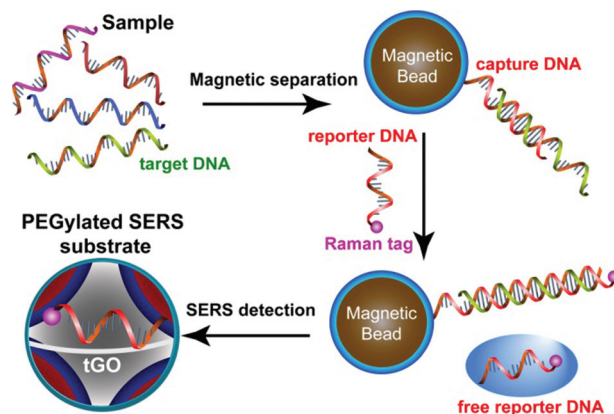 Sample
target DNA
Magnetic separation
Magnetic
Bead
capture DNA
reporter DNA
Raman tag
PEGylated SERS
substrate
tGO
SERS detection
Magnetic
Bead
free reporter DNA